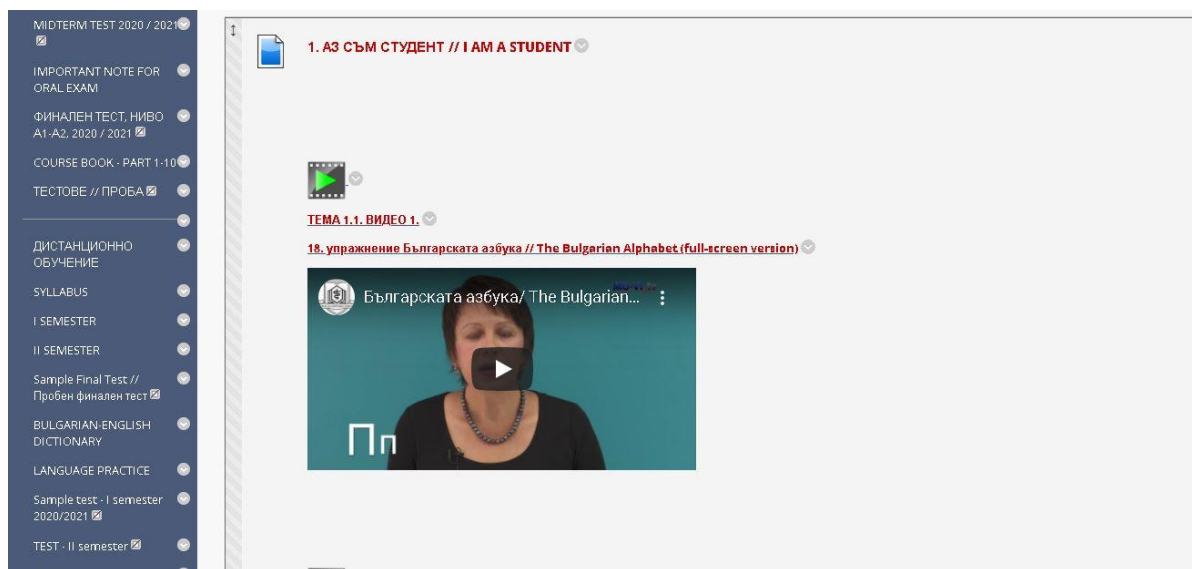 MIDTERM TEST 2020 / 2021
IMPORTANT NOTE FOR
ORAL EXAM
ФИНАЛЕН ТЕСТ, НИВО
А1-А2, 2020 / 2021
COURSE BOOK - PART 1-10
ТЕСТОВЕ // ПРОБА
ДИСТАНЦИОННО
ОБУЧЕНИЕ
SYLLABUS
I SEMESTER
II SEMESTER
Sample Final Test //
Пробен финален тест
BULGARIAN-ENGLISH
DICTIONARY
LANGUAGE PRACTICE
Sample test - I semester
2020/2021
TEST - II semester
1. АЗ СЪМ СТУДЕНТ // I AM A STUDENT
ТЕМА 1.1. ВИДЕО 1.
18. упражнение Българската азбука // The Bulgarian Alphabet (full-screen version)
Българската азбука/ The Bulgarian...
Пп